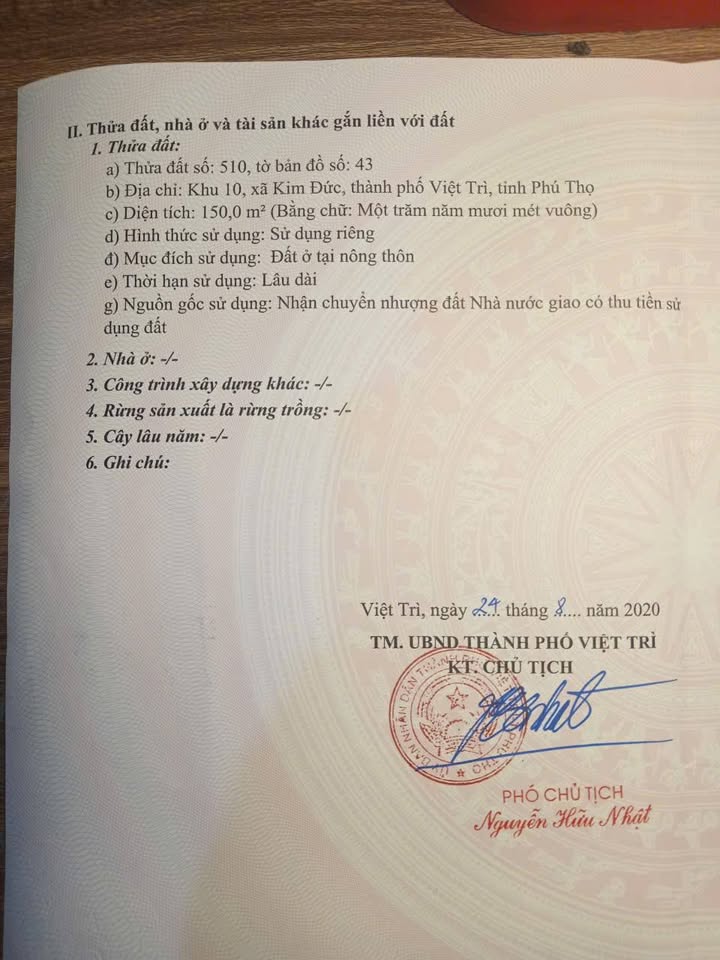 II. Thửa đất, nhà ở và tài sản khác gắn liền với đất
1. Thửa đất:
a) Thửa đất số: 510, tờ bản đồ số: 43
b) Địa chỉ: Khu 10, xã Kim Đức, thành phố Việt Trì, tỉnh Phú Thọ
c) Diện tích: 150,0 m² (Bằng chữ: Một trăm năm mươi mét vuông)
d) Hình thức sử dụng: Sử dụng riêng
đ) Mục đích sử dụng: Đất ở tại nông thôn
e) Thời hạn sử dụng: Lâu dài
g) Nguồn gốc sử dụng: Nhận chuyển nhượng đất Nhà nước giao có thu tiền sử
dụng đất
2. Nhà ở: -/-
3. Công trình xây dựng khác: -/-
4. Rừng sản xuất là rừng trồng: -/-
5. Cây lâu năm: -/-
6. Ghi chú:
Việt Trì, ngày 24 tháng 8 năm 2020
TM. UBND THÀNH PHỐ VIỆT TRÌ
KT. CHỦ TỊCH
PHÓ CHỦ TỊCH
Nguyễn Hữu Nhật